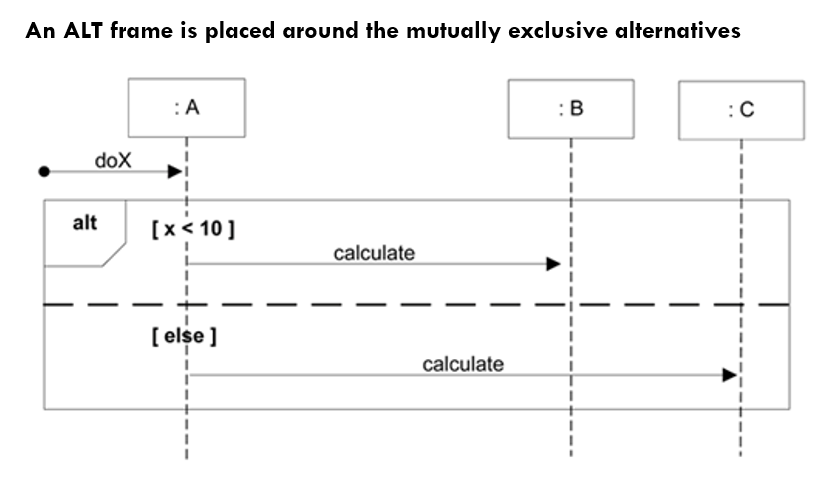 An ALT frame is placed around the mutually exclusive alternatives
: A
: B
: C
doX
alt
[ x < 10 ]
calculate
[ else ]
calculate